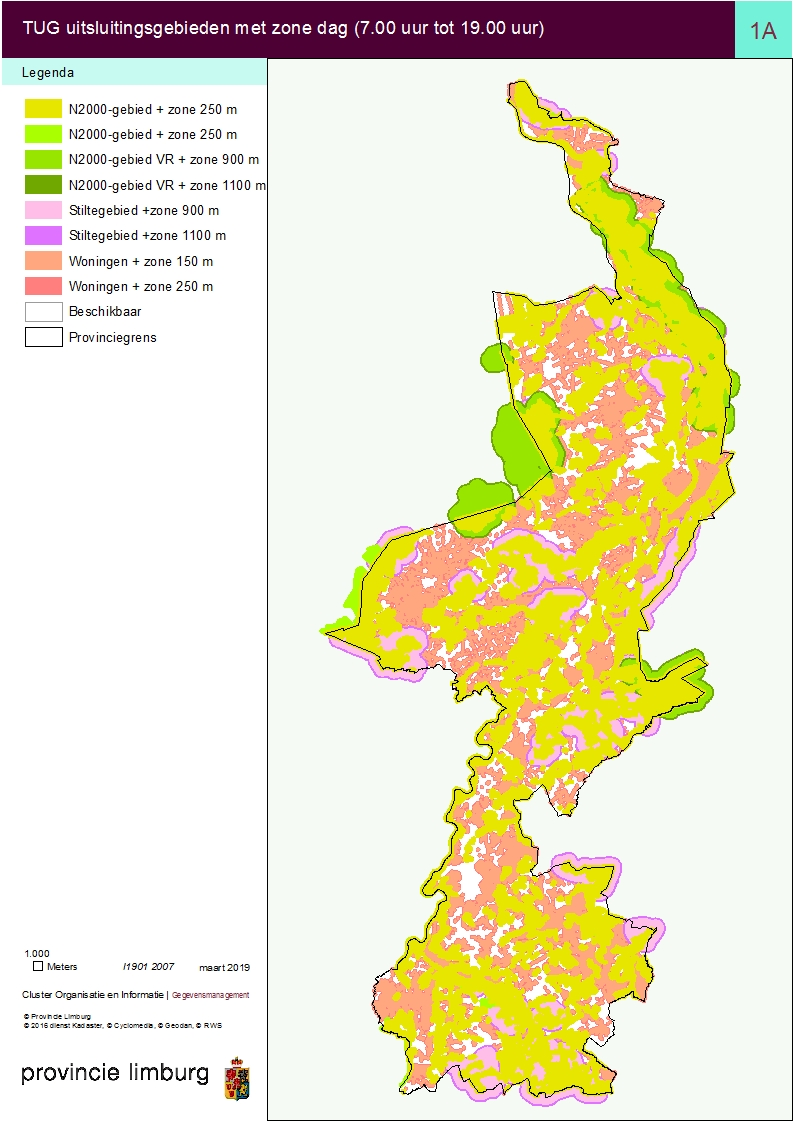 TUG uitsluitingsgebieden met zone dag (7.00 uur tot 19.00 uur)
1A
Legenda
N2000-gebied + zone 250 m
N2000-gebied + zone 250 m
N2000-gebied VR + zone 900 m
N2000-gebied VR + zone 1100 m
Stiltegebied +zone 900 m
Stiltegebied +zone 1100 m
Woningen + zone 150 m
Woningen + zone 250 m
Beschikbaar
Provinciegrens
1.000
Meters I1901 2007 maart 2019
Cluster Organisatie en Informatie | Gegevensmanagement
© Provincie Limburg
© 2016 dienst Kadaster, © Cyclomedia, © Geodan, © RWS
provincie limburg